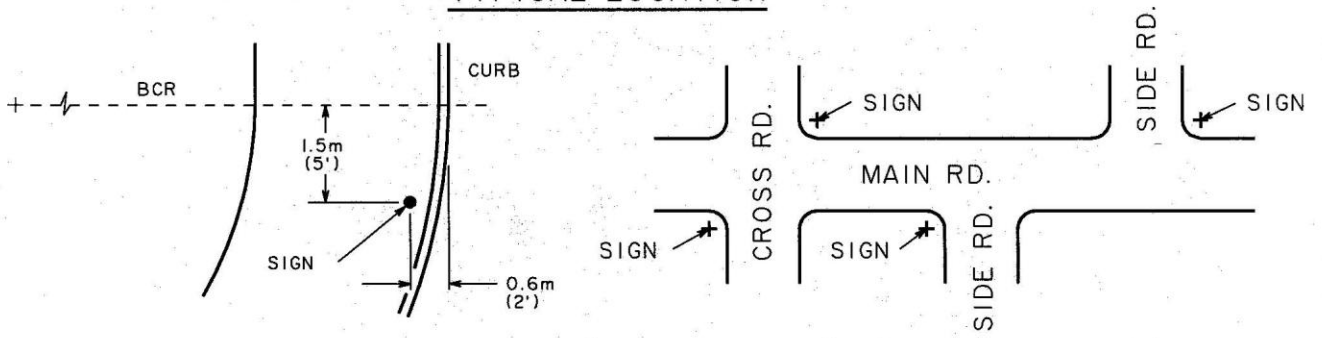 BCR
CURB
1.5m
(5')
SIGN
0.6m
(2')
SIGN
SIGN
CROSS RD.
MAIN RD.
SIDE RD.
SIGN
SIGN
SIDE RD.